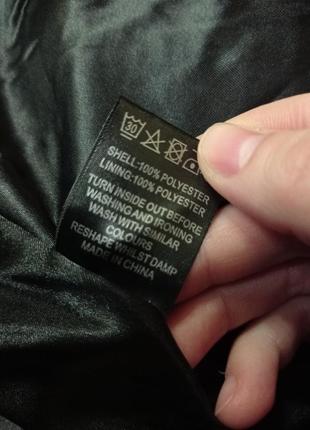 30
SHELL:100% POLYESTER
LINING:100% POLYESTER
TURN INSIDE OUT BEFORE
WASHING AND IRONING
WASH WITH SIMILAR
COLOURS
RESHAPE WHILST DAMP
MADE IN CHINA